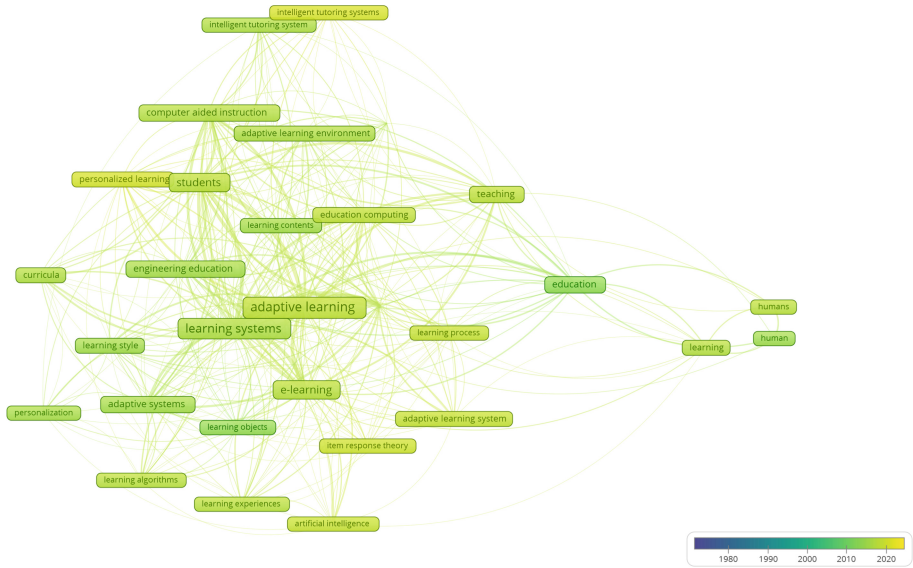 intelligent tutoring systems
intelligent tutoring system
computer aided instruction
adaptive learning environment
personalized learning
students
teaching
education computing
learning contents
engineering education
curricula
education
adaptive learning
humans
learning systems
learning process
human
learning style
learning
e-learning
adaptive systems
personalization
adaptive learning system
learning objects
item response theory
learning algorithms
learning experiences
artificial intelligence
1980 1990 2000 2010 2020